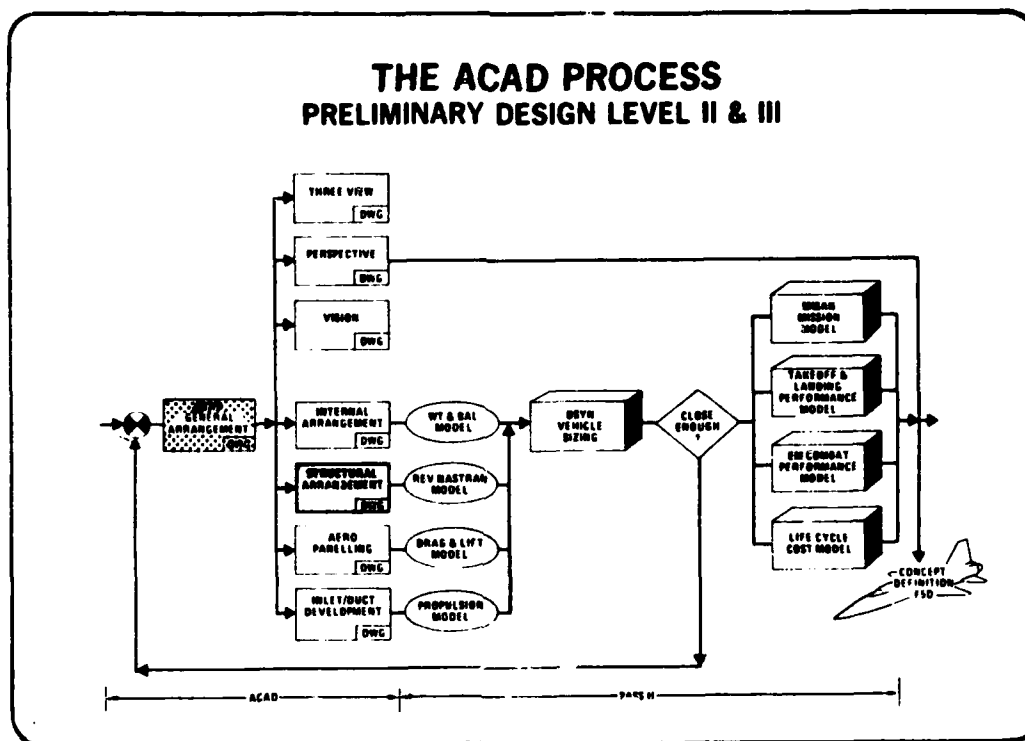 THE ACAD PROCESS
PRELIMINARY DESIGN LEVEL II & III
THREE VIEW
DWG
PERSPECTIVE
DWG
VISION
DWG
GENERAL
ARRANGEMENT
DWG
INTERNAL
ARRANGEMENT
DWG
WT & BAL
MODEL
STRUCTURAL
ARRANGEMENT
DWG
REV NASTRAN
MODEL
AERO
PANELLING
DWG
DRAG & LIFT
MODEL
INLET/DUCT
DEVELOPMENT
DWG
PROPULSION
MODEL
VEHICLE
SIZING
CLOSE
ENOUGH
?
MISSION
MODEL
TAKEOFF &
LANDING
PERFORMANCE
MODEL
EM COMBAT
PERFORMANCE
MODEL
LIFE CYCLE
COST MODEL
CONCEPT
DEFINITION
FSD
ACAD